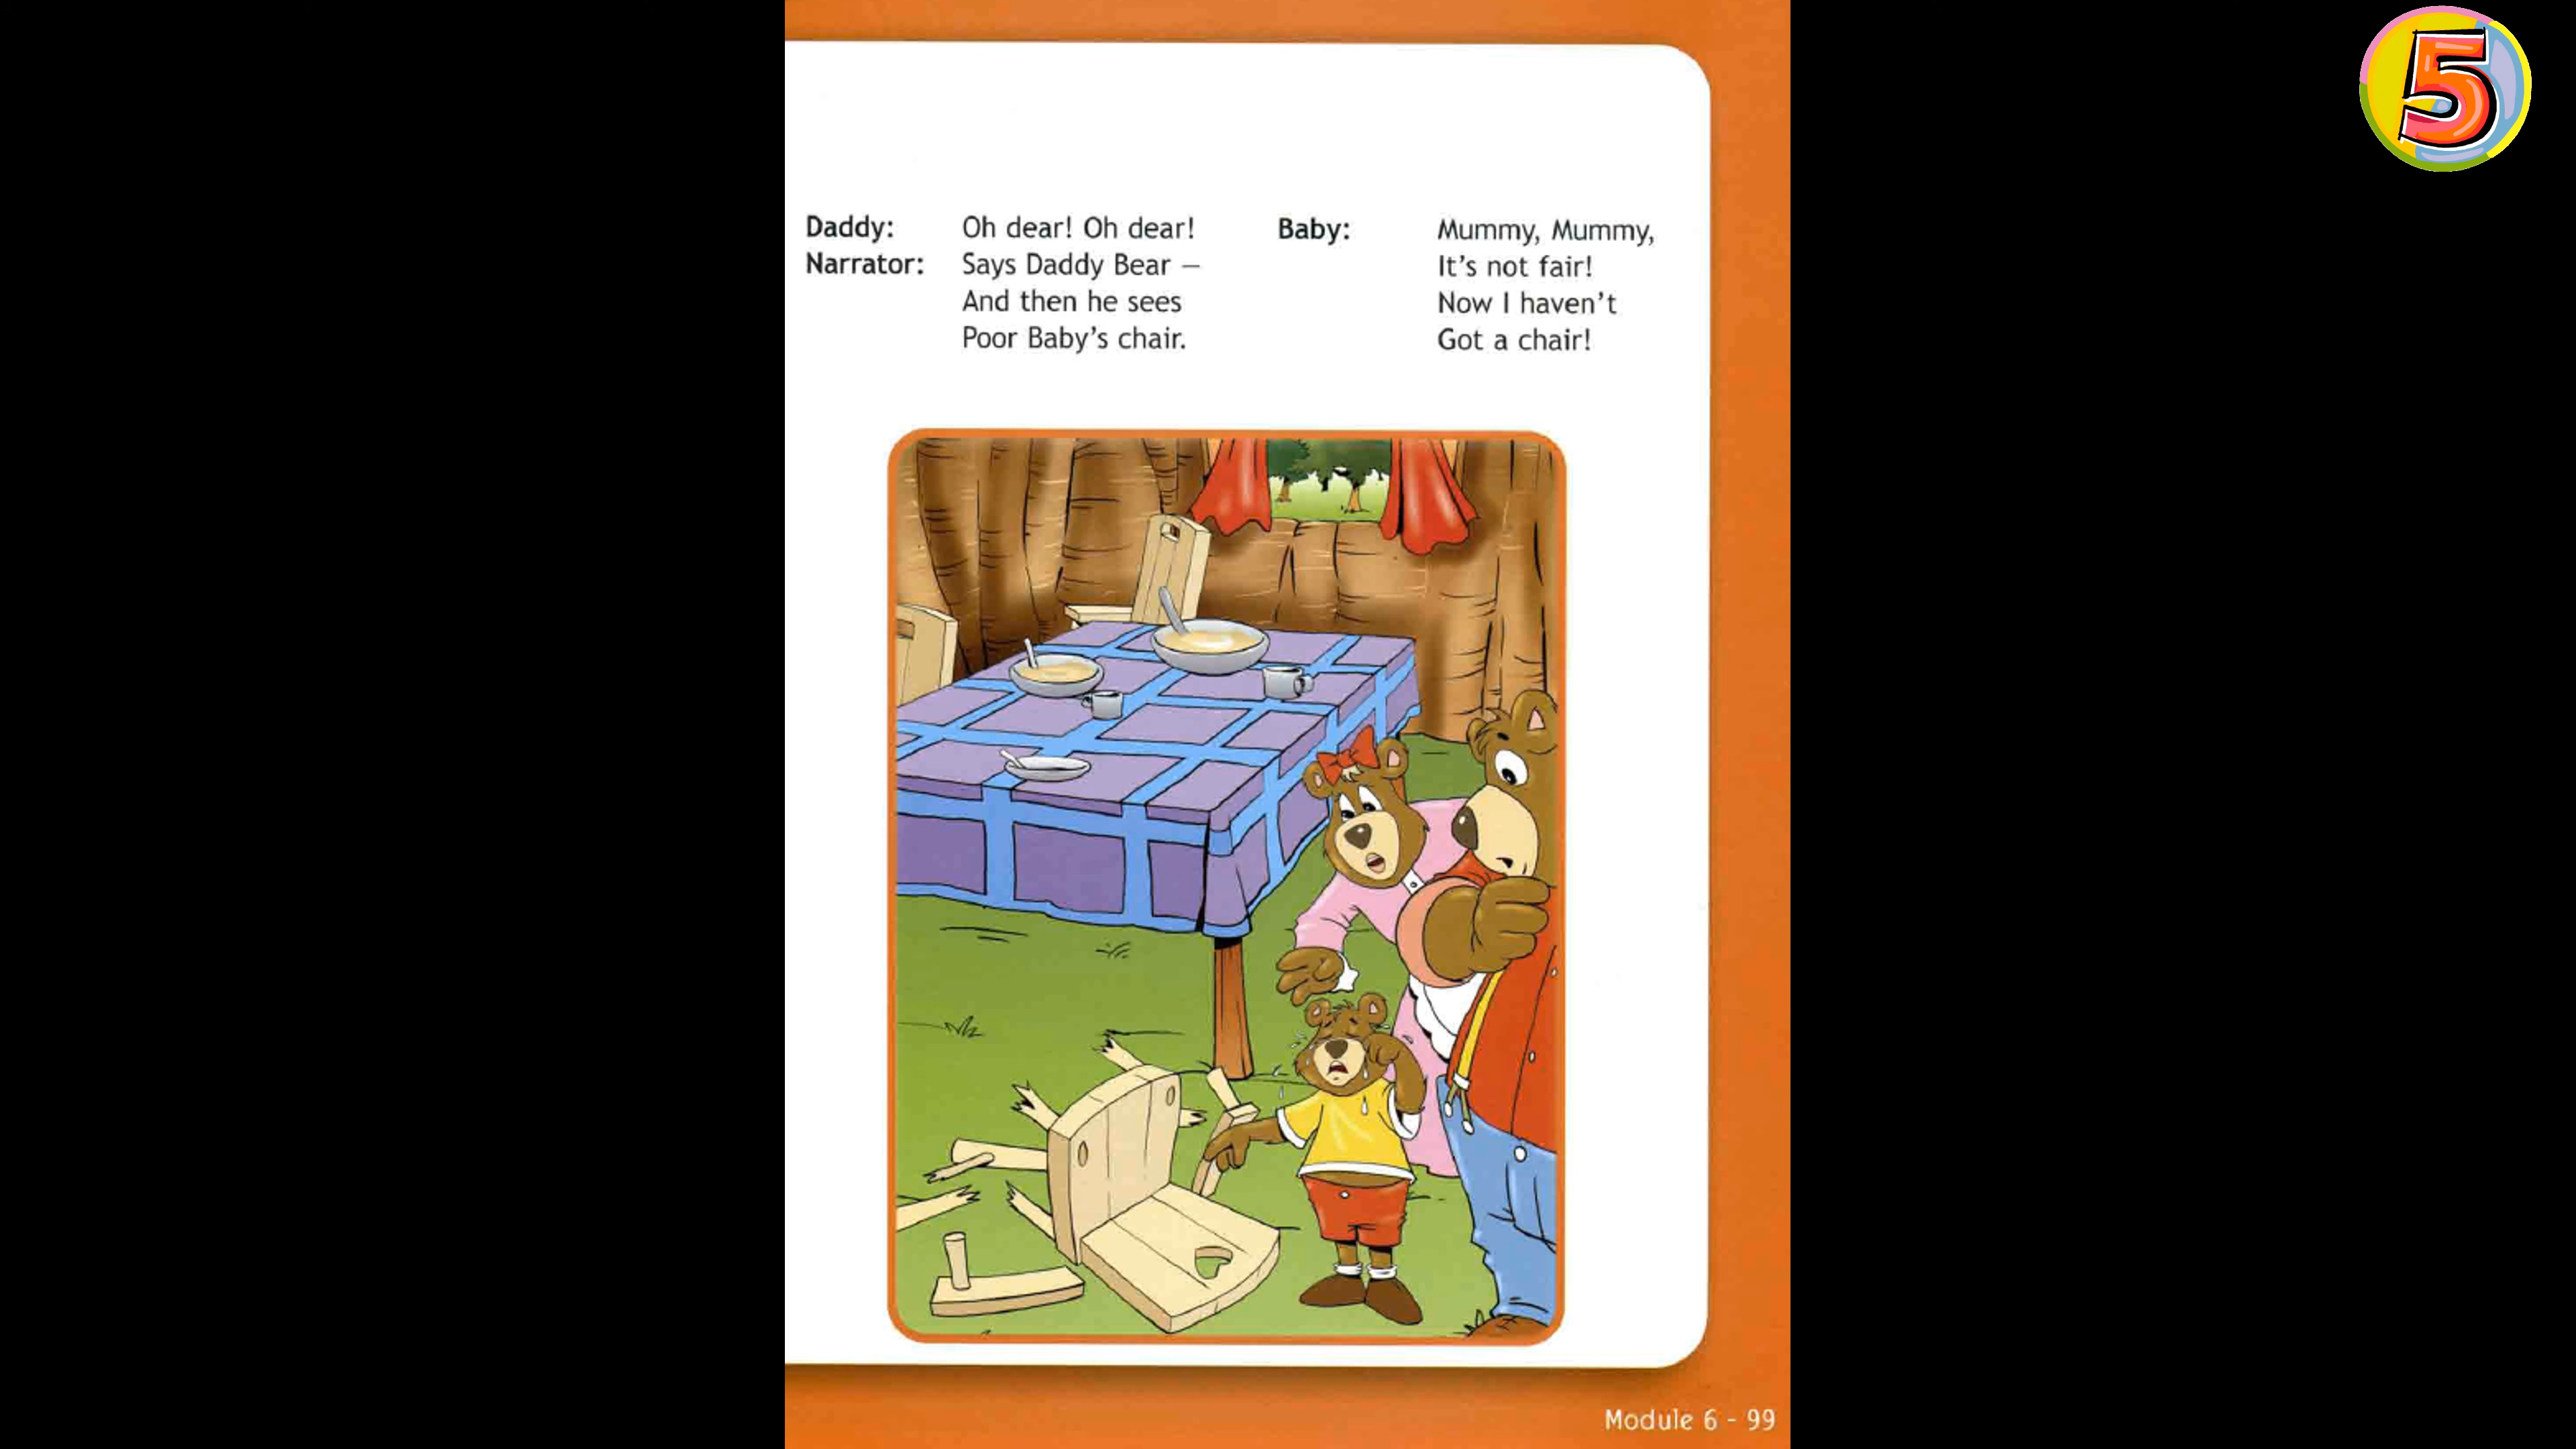 5
Daddy: Oh dear! Oh dear!
Narrator: Says Daddy Bear –
And then he sees
Poor Baby's chair.
Baby: Mummy, Mummy,
It's not fair!
Now I haven't
Got a chair!
Module 6 - 99